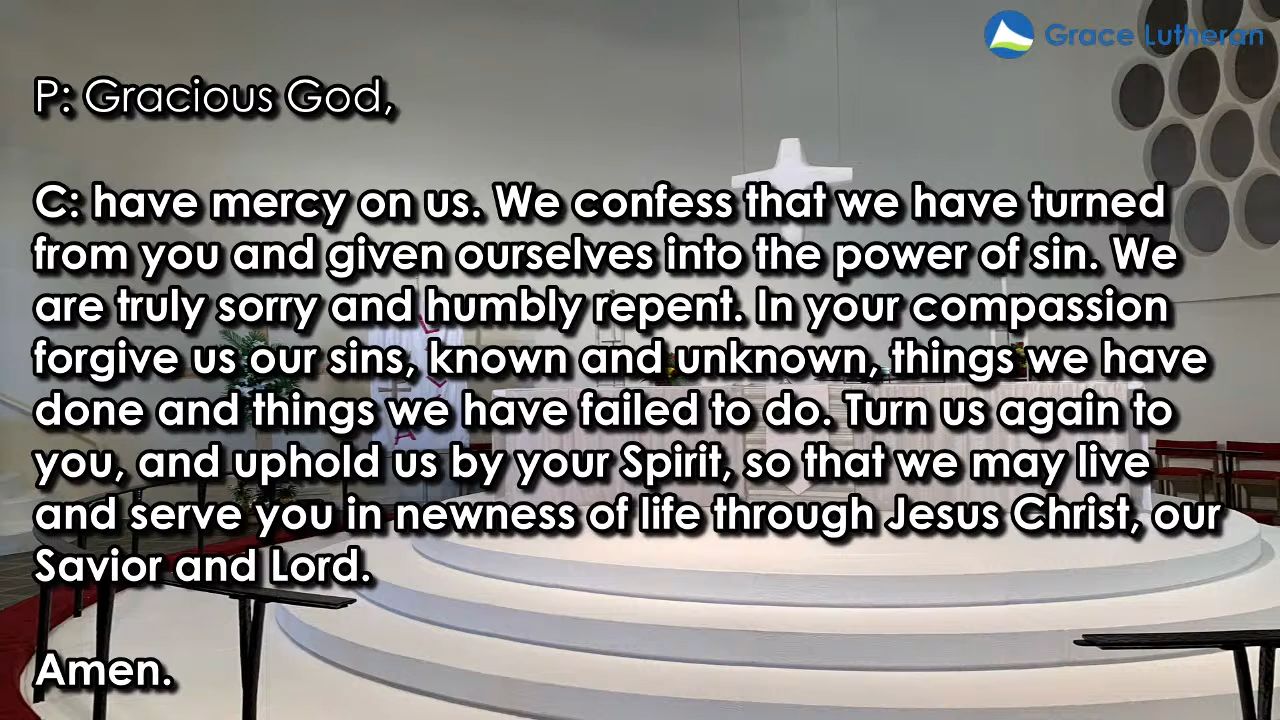 Grace Lutheran
P: Gracious God,
C: have mercy on us. We confess that we have turned
from you and given ourselves into the power of sin. We
are truly sorry and humbly repent. In your compassion
forgive us our sins, known and unknown, things we have
done and things we have failed to do. Turn us again to
you, and uphold us by your Spirit, so that we may live
and serve you in newness of life through Jesus Christ, our
Savior and Lord.
Amen.